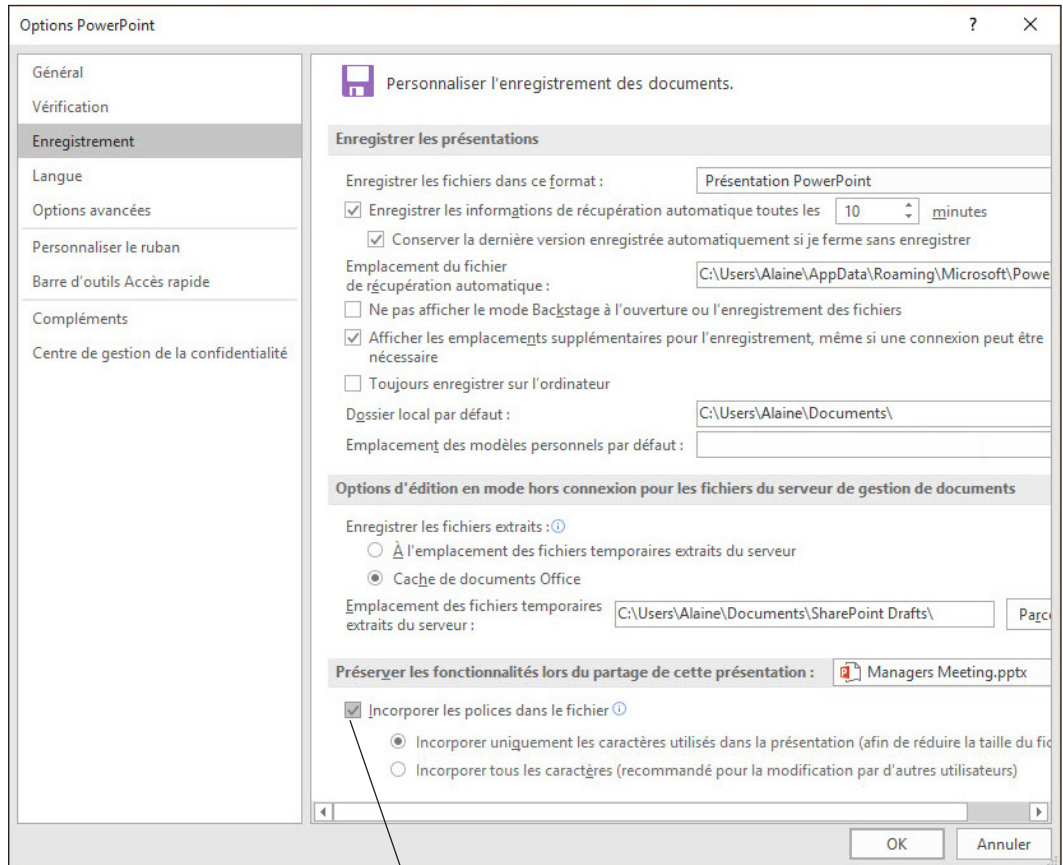 Options PowerPoint
?
Général
Vérification
Enregistrement
Langue
Options avancées
Personnaliser le ruban
Barre d'outils Accès rapide
Compléments
Centre de gestion de la confidentialité
Personnaliser l'enregistrement des documents.
Enregistrer les présentations
Enregistrer les fichiers dans ce format : Présentation PowerPoint
Enregistrer les informations de récupération automatique toutes les 10 minutes
Conserver la dernière version enregistrée automatiquement si je ferme sans enregistrer
Emplacement du fichier
de récupération automatique : C:\Users\Alaine\AppData\Roaming\Microsoft\Powe
Ne pas afficher le mode Backstage à l'ouverture ou l'enregistrement des fichiers
Afficher les emplacements supplémentaires pour l'enregistrement, même si une connexion peut être
nécessaire
Toujours enregistrer sur l'ordinateur
Dossier local par défaut : C:\Users\Alaine\Documents\
Emplacement des modèles personnels par défaut :
Options d'édition en mode hors connexion pour les fichiers du serveur de gestion de documents
Enregistrer les fichiers extraits :
À l'emplacement des fichiers temporaires extraits du serveur
Cache de documents Office
Emplacement des fichiers temporaires
extraits du serveur : C:\Users\Alaine\Documents\SharePoint Drafts\ Parc
Préserver les fonctionnalités lors du partage de cette présentation : Managers Meeting.pptx
Incorporer les polices dans le fichier
Incorporer uniquement les caractères utilisés dans la présentation (afin de réduire la taille du fic
Incorporer tous les caractères (recommandé pour la modification par d'autres utilisateurs)
OK Annuler